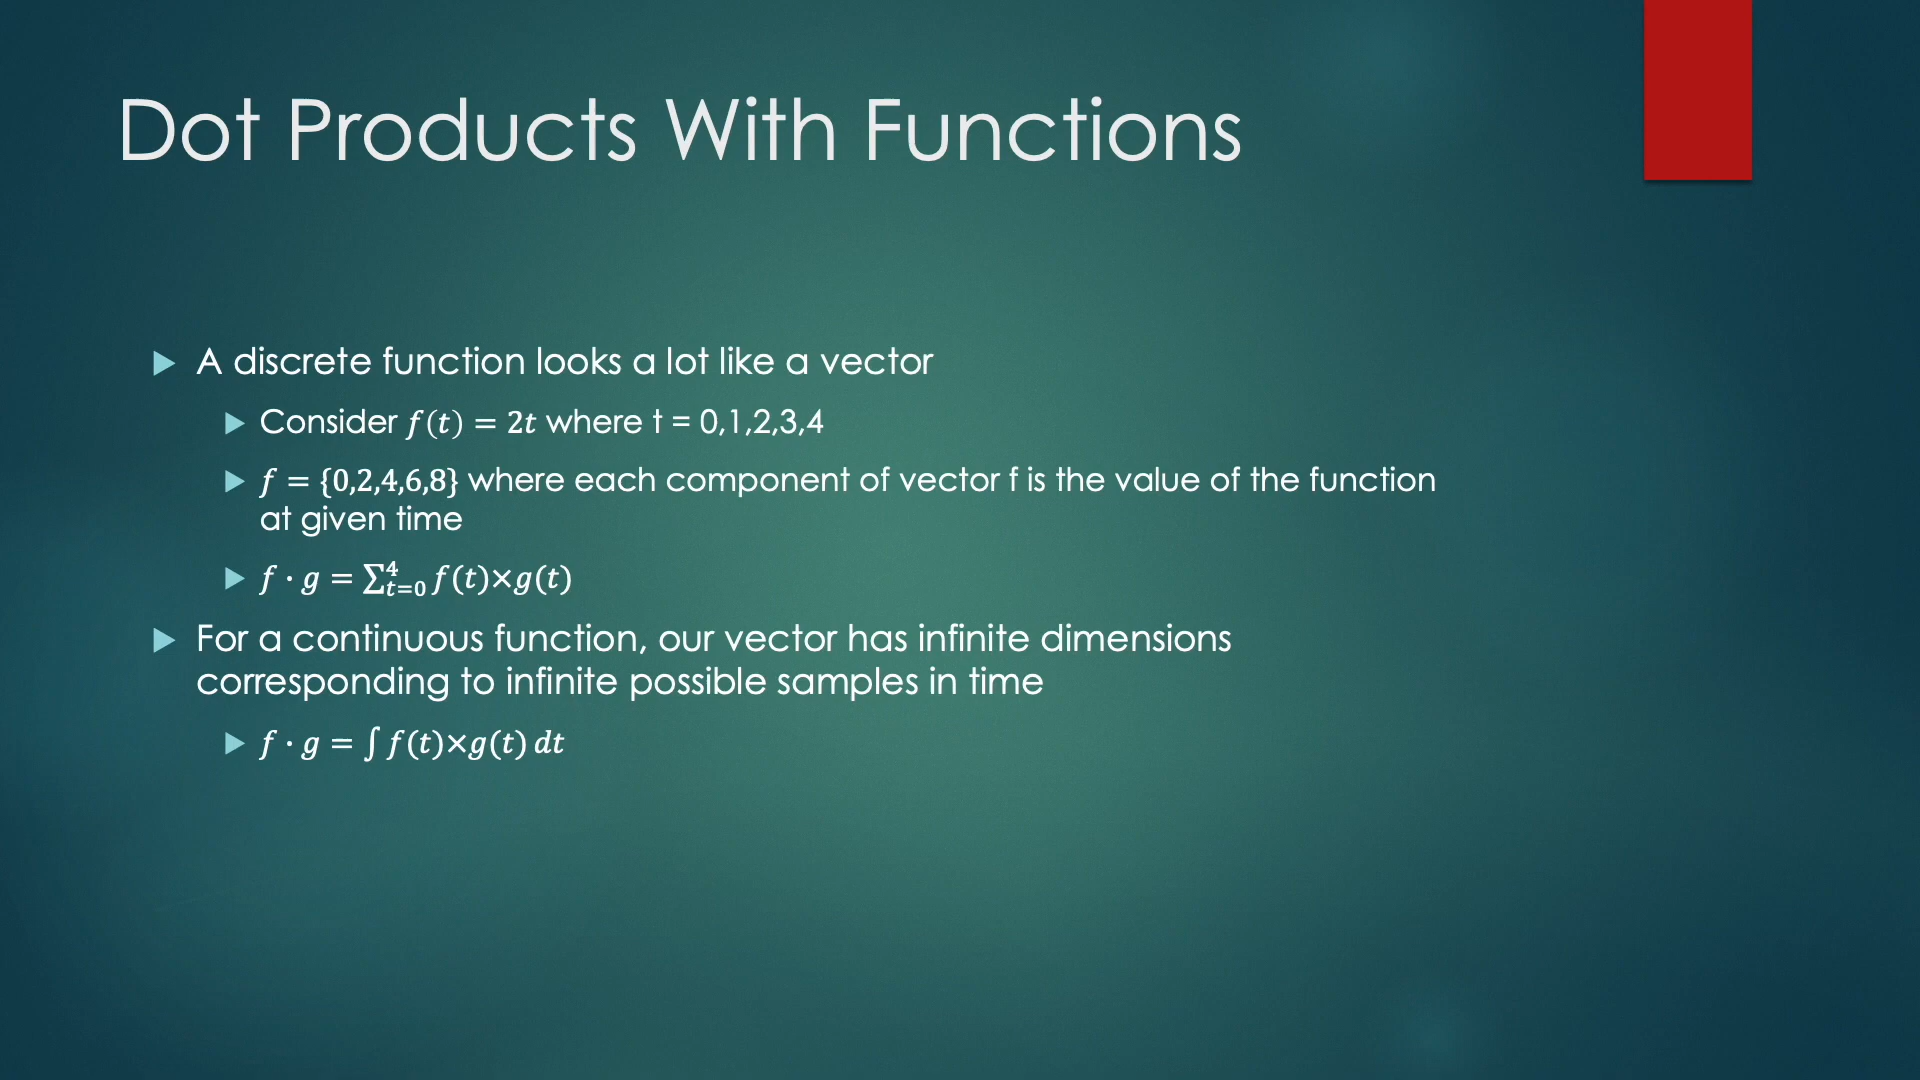 Dot Products With Functions
A discrete function looks a lot like a vector
Consider 𝑓(𝑡) = 2𝑡 where t = 0,1,2,3,4
𝑓 = {0,2,4,6,8} where each component of vector f is the value of the function
at given time
𝑓 · 𝑔 = ∑⁴ₜ₌₀ 𝑓(𝑡)×𝑔(𝑡)
For a continuous function, our vector has infinite dimensions
corresponding to infinite possible samples in time
𝑓 · 𝑔 = ∫ 𝑓(𝑡)×𝑔(𝑡) 𝑑𝑡